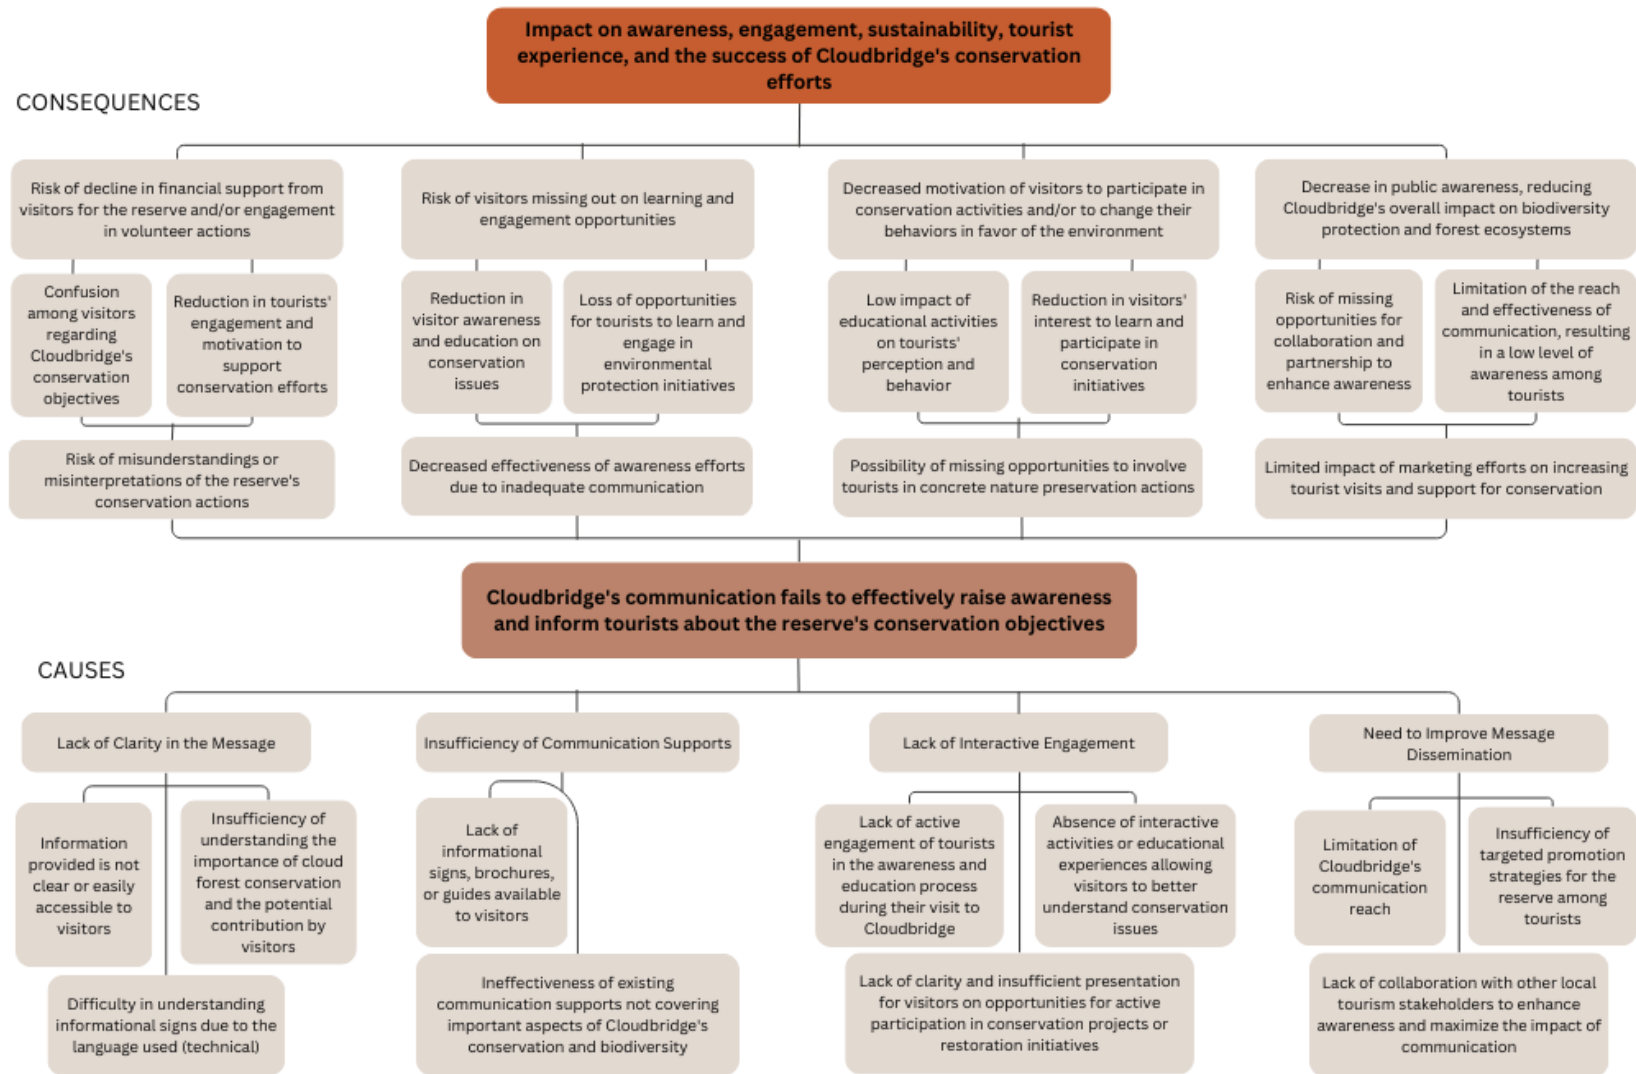 Impact on awareness, engagement, sustainability, tourist
experience, and the success of Cloudbridge's conservation
efforts
CONSEQUENCES
Risk of decline in financial support from
visitors for the reserve and/or engagement
in volunteer actions
Risk of visitors missing out on learning and
engagement opportunities
Decreased motivation of visitors to participate in
conservation activities and/or to change their
behaviors in favor of the environment
Decrease in public awareness, reducing
Cloudbridge's overall impact on biodiversity
protection and forest ecosystems
Confusion
among visitors
regarding
Cloudbridge's
conservation
objectives
Reduction in tourists'
engagement and
motivation to
support
conservation efforts
Reduction in
visitor awareness
and education on
conservation
issues
Loss of opportunities
for tourists to learn and
engage in
environmental
protection initiatives
Low impact of
educational activities
on tourists'
perception and
behavior
Reduction in visitors'
interest to learn and
participate in
conservation
initiatives
Risk of missing
opportunities for
collaboration and
partnership to
enhance awareness
Limitation of the reach
and effectiveness of
communication, resulting
in a low level of
awareness among
tourists
Risk of misunderstandings or
misinterpretations of the reserve's
conservation actions
Decreased effectiveness of awareness efforts
due to inadequate communication
Possibility of missing opportunities to involve
tourists in concrete nature preservation actions
Limited impact of marketing efforts on increasing
tourist visits and support for conservation
Cloudbridge's communication fails to effectively raise awareness
and inform tourists about the reserve's conservation objectives
CAUSES
Lack of Clarity in the Message
Insufficiency of Communication Supports
Lack of Interactive Engagement
Need to Improve Message
Dissemination
Information
provided is not
clear or easily
accessible to
visitors
Insufficiency of
understanding the
importance of cloud
forest conservation
and the potential
contribution by
visitors
Lack of
informational
signs, brochures,
or guides available
to visitors
Lack of active
engagement of tourists
in the awareness and
education process
during their visit to
Cloudbridge
Absence of interactive
activities or educational
experiences allowing
visitors to better
understand conservation
issues
Limitation of
Cloudbridge's
communication
reach
Insufficiency of
targeted promotion
strategies for the
reserve among
tourists
Difficulty in understanding
informational signs due to the
language used (technical)
Ineffectiveness of existing
communication supports not covering
important aspects of Cloudbridge's
conservation and biodiversity
Lack of clarity and insufficient presentation
for visitors on opportunities for active
participation in conservation projects or
restoration initiatives
Lack of collaboration with other local
tourism stakeholders to enhance
awareness and maximize the impact of
communication